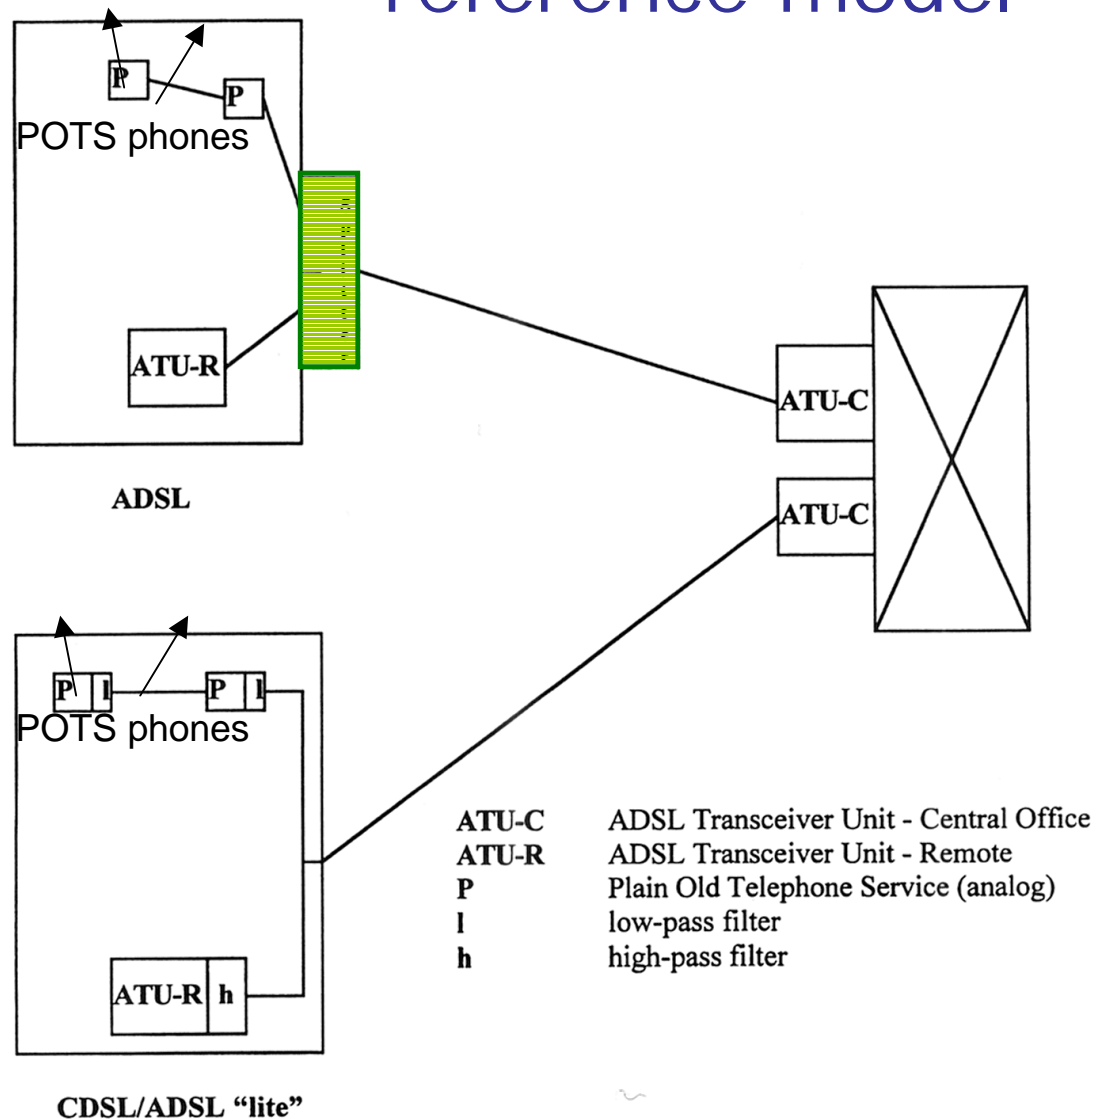 reference model
P
P
POTS phones
ATU-R
ADSL
ATU-C
ATU-C
P l
P l
POTS phones
ATU-R h
CDSL/ADSL “lite”
ATU-C ADSL Transceiver Unit - Central Office
ATU-R ADSL Transceiver Unit - Remote
P Plain Old Telephone Service (analog)
l low-pass filter
h high-pass filter